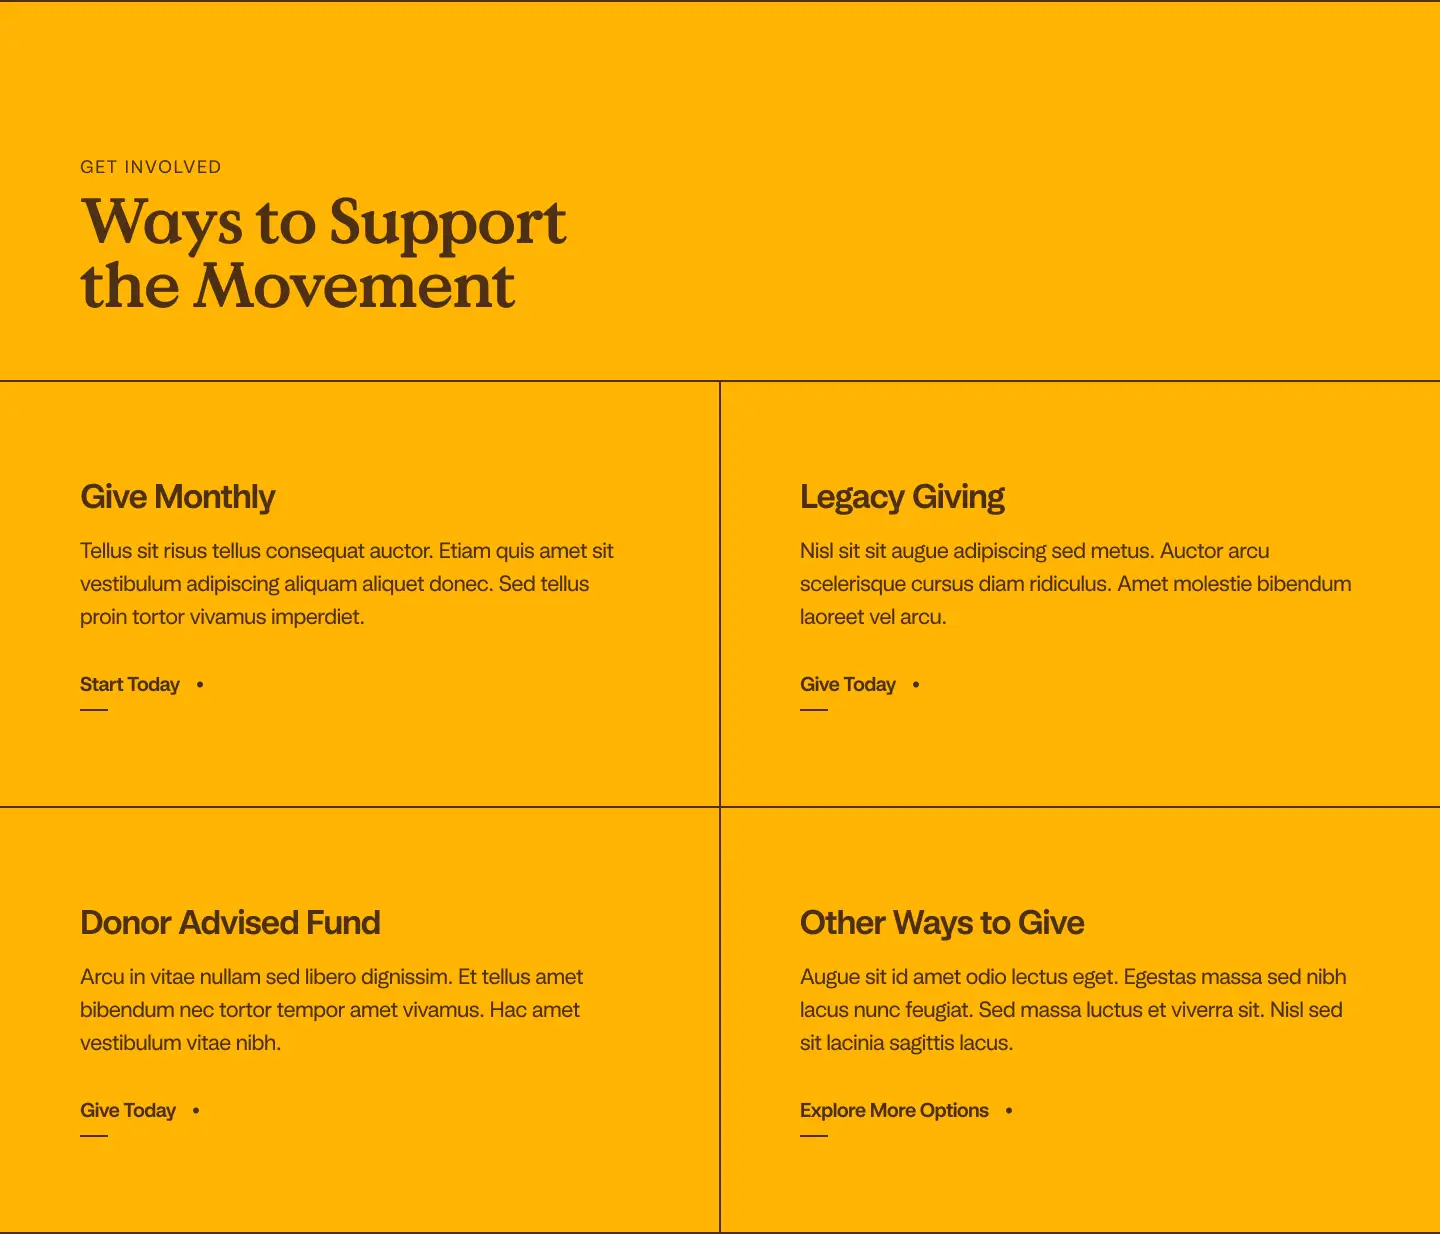 GET INVOLVED
Ways to Support
the Movement
Give Monthly
Tellus sit risus tellus consequat auctor. Etiam quis amet sit
vestibulum adipiscing aliquam aliquet donec. Sed tellus
proin tortor vivamus imperdiet.
Start Today •
Legacy Giving
Nisl sit sit augue adipiscing sed metus. Auctor arcu
scelerisque cursus diam ridiculus. Amet molestie bibendum
laoreet vel arcu.
Give Today •
Donor Advised Fund
Arcu in vitae nullam sed libero dignissim. Et tellus amet
bibendum nec tortor tempor amet vivamus. Hac amet
vestibulum vitae nibh.
Give Today •
Other Ways to Give
Augue sit id amet odio lectus eget. Egestas massa sed nibh
lacus nunc feugiat. Sed massa luctus et viverra sit. Nisl sed
sit lacinia sagittis lacus.
Explore More Options •